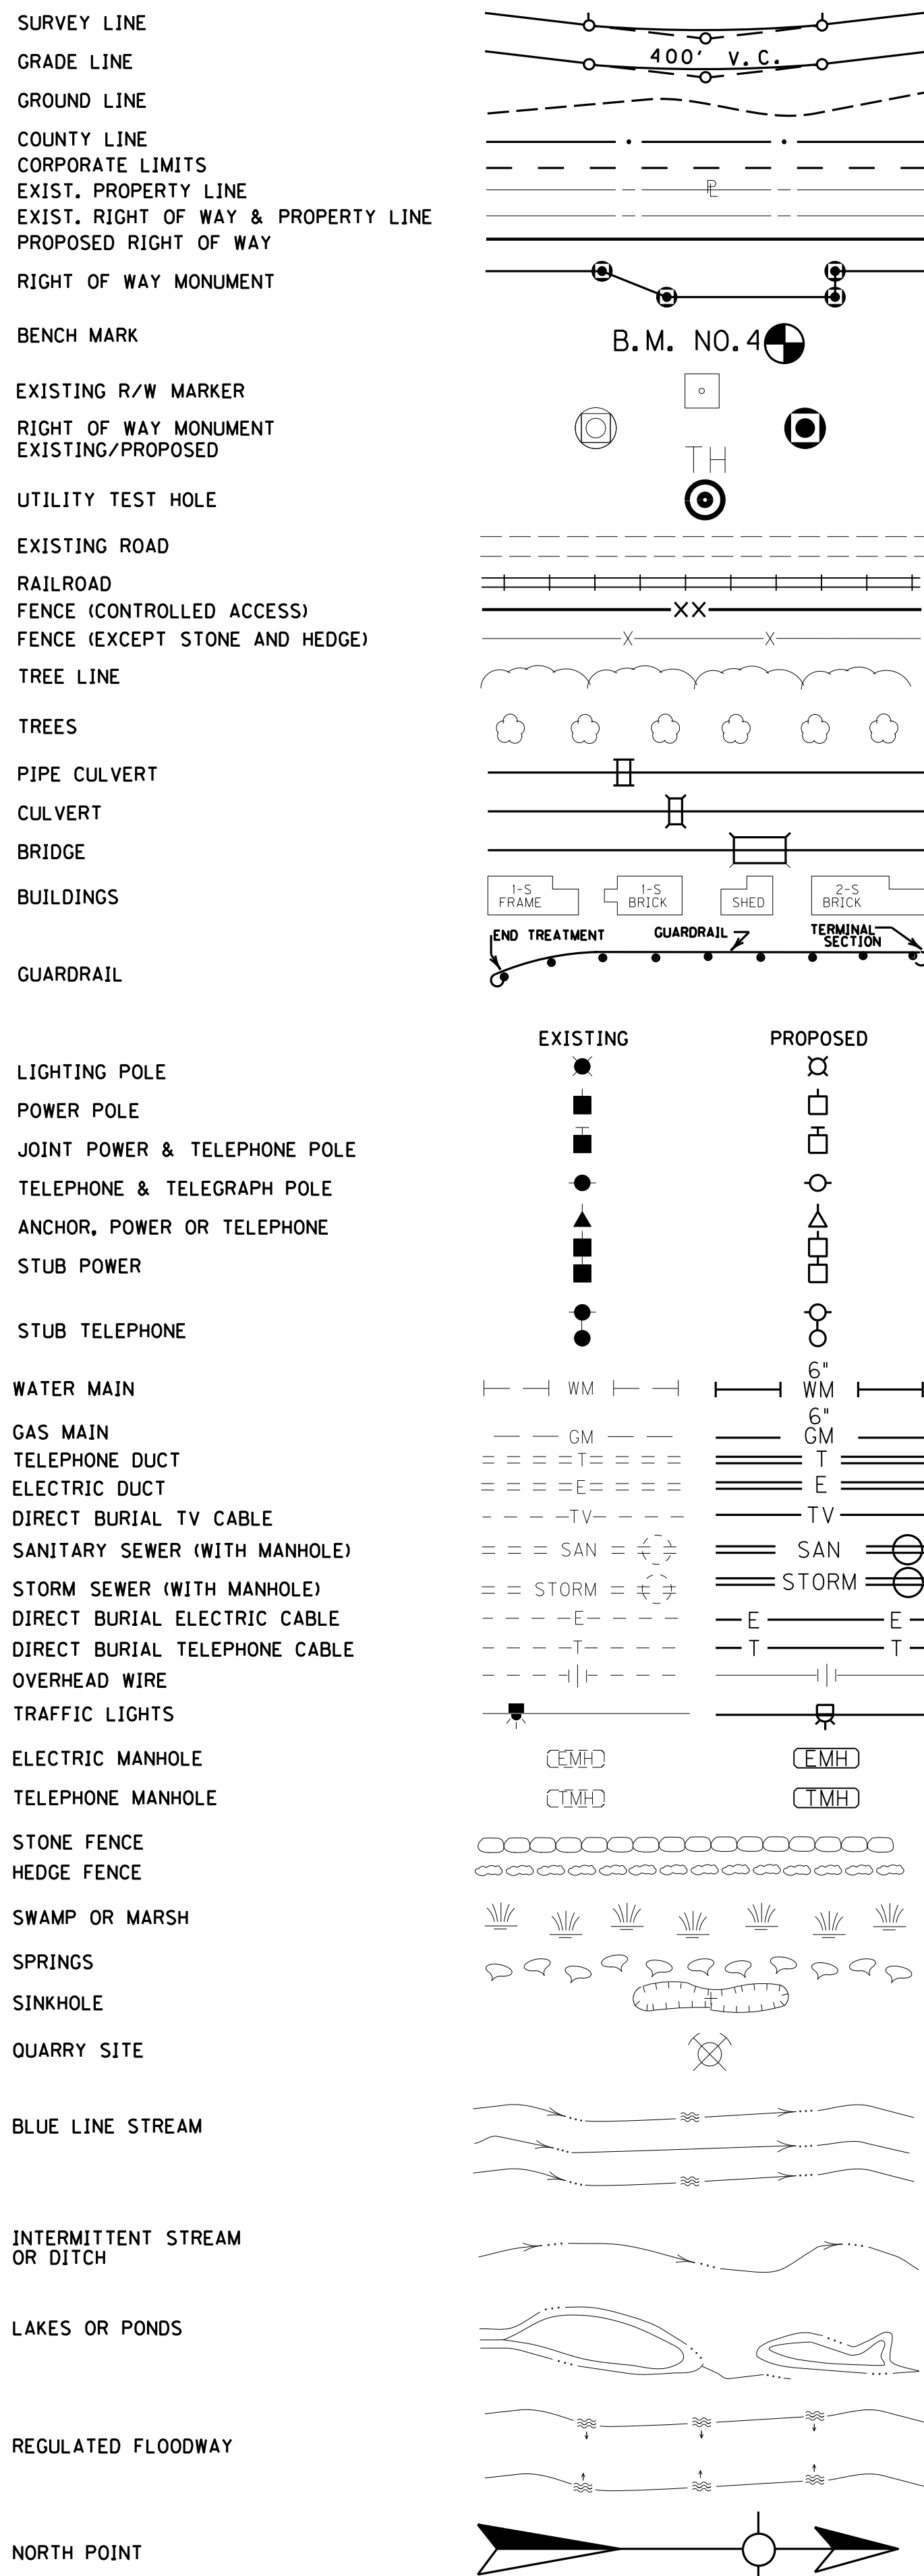 SURVEY LINE
GRADE LINE
400' V.C.
GROUND LINE
COUNTY LINE
CORPORATE LIMITS
EXIST. PROPERTY LINE
PL
EXIST. RIGHT OF WAY & PROPERTY LINE
PROPOSED RIGHT OF WAY
RIGHT OF WAY MONUMENT
BENCH MARK
B.M. NO.4
EXISTING R/W MARKER
RIGHT OF WAY MONUMENT
EXISTING/PROPOSED
TH
UTILITY TEST HOLE
EXISTING ROAD
RAILROAD
FENCE (CONTROLLED ACCESS)
XX
FENCE (EXCEPT STONE AND HEDGE)
X X
TREE LINE
TREES
PIPE CULVERT
CULVERT
BRIDGE
BUILDINGS
1-S FRAME
1-S BRICK
SHED
2-S BRICK
END TREATMENT
GUARDRAIL
TERMINAL SECTION
GUARDRAIL
EXISTING PROPOSED
LIGHTING POLE
POWER POLE
JOINT POWER & TELEPHONE POLE
TELEPHONE & TELEGRAPH POLE
ANCHOR, POWER OR TELEPHONE
STUB POWER
STUB TELEPHONE
6"
WATER MAIN WM WM
6"
GAS MAIN GM GM
TELEPHONE DUCT T T
ELECTRIC DUCT E E
DIRECT BURIAL TV CABLE TV TV
SANITARY SEWER (WITH MANHOLE) SAN SAN
STORM SEWER (WITH MANHOLE) STORM STORM
DIRECT BURIAL ELECTRIC CABLE E E E
DIRECT BURIAL TELEPHONE CABLE T T T
OVERHEAD WIRE
TRAFFIC LIGHTS
ELECTRIC MANHOLE EMH EMH
TELEPHONE MANHOLE TMH TMH
STONE FENCE
HEDGE FENCE
SWAMP OR MARSH
SPRINGS
SINKHOLE
QUARRY SITE
BLUE LINE STREAM
INTERMITTENT STREAM
OR DITCH
LAKES OR PONDS
REGULATED FLOODWAY
NORTH POINT